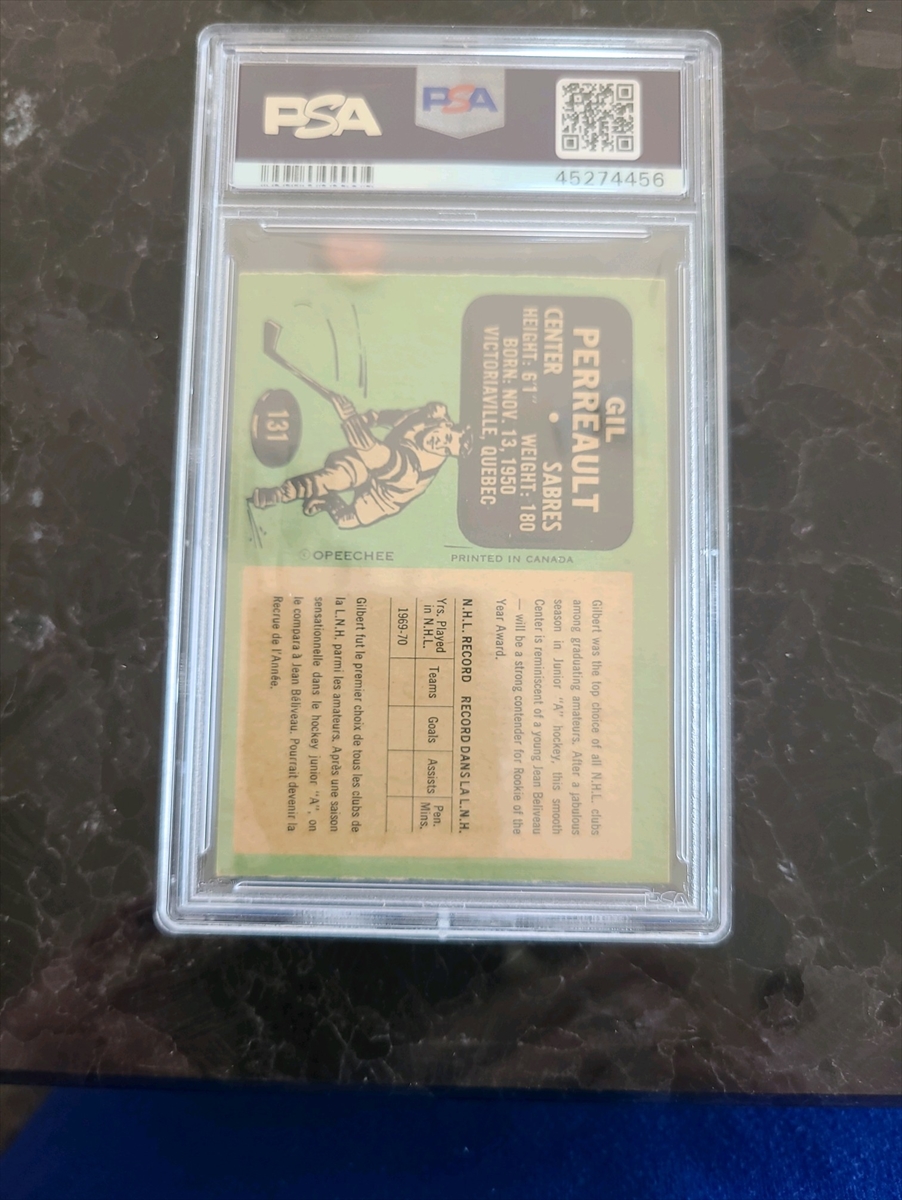 PSA
PSA
45274456
GIL
PERREAULT
CENTER • SABRES
HEIGHT: 6'1" WEIGHT: 180
BORN: NOV. 13, 1950
VICTORIAVILLE, QUEBEC
131
© OPEECHEE
PRINTED IN CANADA
Gilbert was the top choice of all N.H.L. clubs
among graduating amateurs. After a fabulous
season in Junior "A" hockey, this smooth
Center is reminiscent of a young Jean Beliveau
— will be a strong contender for Rookie of the
Year Award.
N.H.L. RECORD RECORD DANS LA L.N.H.
Yrs. Played in N.H.L. Teams Goals Assists Pen. Mins.
1969-70
Gilbert fut le premier choix de tous les clubs de
la L.N.H. parmi les amateurs. Après une saison
sensationnelle dans le hockey junior "A", on
le compara à Jean Béliveau. Pourrait devenir la
Recrue de l'Année.
PSA